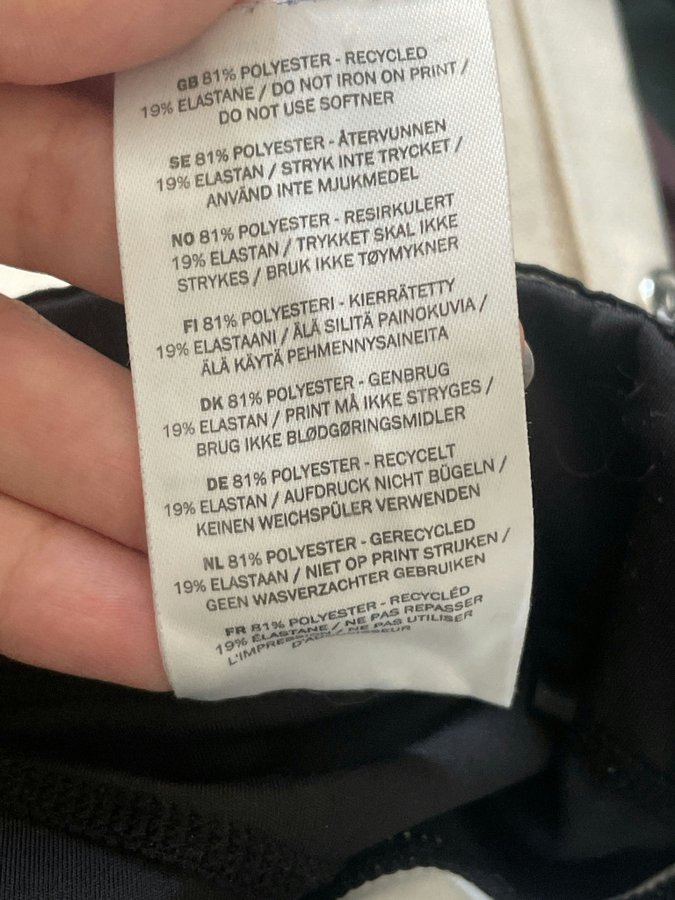 GB 81% POLYESTER - RECYCLED
19% ELASTANE / DO NOT IRON ON PRINT /
DO NOT USE SOFTNER
SE 81% POLYESTER - ÅTERVUNNEN
19% ELASTAN / STRYK INTE TRYCKET /
ANVÄND INTE MJUKMEDEL
NO 81% POLYESTER - RESIRKULERT
19% ELASTAN / TRYKKET SKAL IKKE
STRYKES / BRUK IKKE TØYMYKNER
FI 81% POLYESTERI - KIERRÄTETTY
19% ELASTAANI / ÄLÄ SILITÄ PAINOKUVIA /
ÄLÄ KÄYTÄ PEHMENNYSAINEITA
DK 81% POLYESTER - GENBRUG
19% ELASTAN / PRINT MÅ IKKE STRYGES /
BRUG IKKE BLØDGØRINGSMIDLER
DE 81% POLYESTER - RECYCELT
19% ELASTAN / AUFDRUCK NICHT BÜGELN /
KEINEN WEICHSPÜLER VERWENDEN
NL 81% POLYESTER - GERECYCLED
19% ELASTAAN / NIET OP PRINT STRIJKEN /
GEEN WASVERZACHTER GEBRUIKEN
FR 81% POLYESTER - RECYCLÉD
19% ÉLASTANE / NE PAS REPASSER
L'IMPRESSION / NE PAS UTILISER